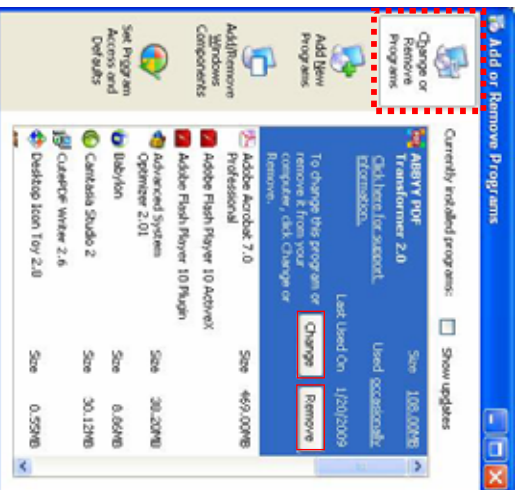 Add or Remove Programs
Change or
Remove
Programs
Add New
Programs
Add/Remove
Windows
Components
Set Program
Access and
Defaults
Currently installed programs:
Show updates
ABBYY PDF
Transformer 2.0
Size 108.00MB
Click here for support
information.
Used occasionally
Last Used On 1/20/2009
To change this program or
remove it from your
computer, click Change or
Remove.
Change
Remove
Adobe Acrobat 7.0
Professional
Size 469.00MB
Adobe Flash Player 10 ActiveX
Adobe Flash Player 10 Plugin
Advanced System
Optimizer 2.01
Size 38.20MB
Babylon
Size 8.86MB
Camtasia Studio 2
Size 30.12MB
CutePDF Writer 2.6
Desktop Icon Toy 2.8
Size 0.55MB